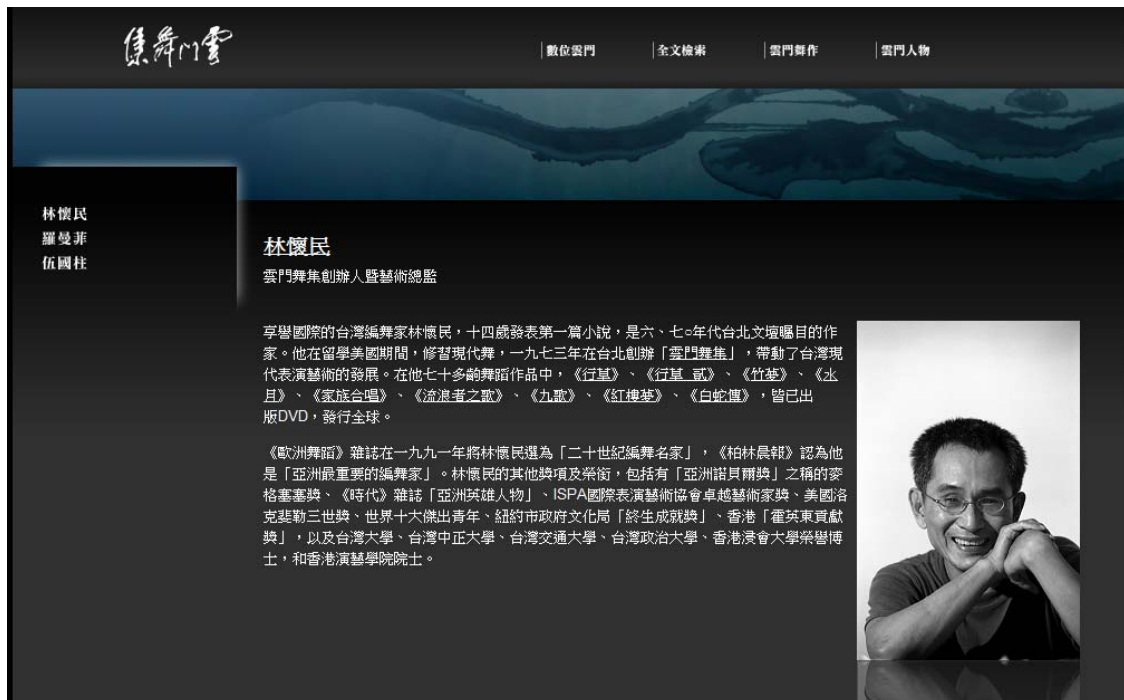 雲門舞集
數位雲門
全文檢索
雲門舞作
雲門人物
林懷民
羅曼菲
伍國柱
林懷民
雲門舞集創辦人暨藝術總監
享譽國際的台灣編舞家林懷民，十四歲發表第一篇小說，是六、七○年代台北文壇矚目的作
家。他在留學美國期間，修習現代舞，一九七三年在台北創辦「雲門舞集」，帶動了台灣現
代表演藝術的發展。在他七十多齣舞蹈作品中，《行草》、《行草 貳》、《竹夢》、《水
月》、《家族合唱》、《流浪者之歌》、《九歌》、《紅樓夢》、《白蛇傳》，皆已出
版DVD，發行全球。
《歐洲舞蹈》雜誌在一九九一年將林懷民選為「二十世紀編舞名家」，《柏林晨報》認為他
是「亞洲最重要的編舞家」。林懷民的其他獎項及榮銜，包括有「亞洲諾貝爾獎」之稱的麥
格塞塞獎、《時代》雜誌「亞洲英雄人物」、ISPA國際表演藝術協會卓越藝術家獎、美國洛
克斐勒三世獎、世界十大傑出青年、紐約市政府文化局「終生成就獎」、香港「霍英東貢獻
獎」，以及台灣大學、台灣中正大學、台灣交通大學、台灣政治大學、香港浸會大學榮譽博
士，和香港演藝學院院士。